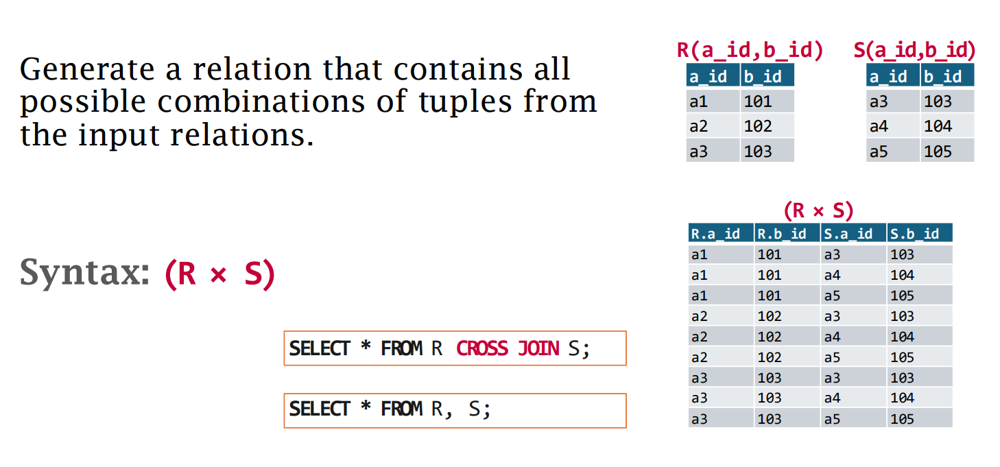 Generate a relation that contains all
possible combinations of tuples from
the input relations.
Syntax: (R × S)
SELECT * FROM R CROSS JOIN S;
SELECT * FROM R, S;
R(a_id,b_id)
a_id b_id
a1 101
a2 102
a3 103
S(a_id,b_id)
a_id b_id
a3 103
a4 104
a5 105
(R × S)
R.a_id R.b_id S.a_id S.b_id
a1 101 a3 103
a1 101 a4 104
a1 101 a5 105
a2 102 a3 103
a2 102 a4 104
a2 102 a5 105
a3 103 a3 103
a3 103 a4 104
a3 103 a5 105